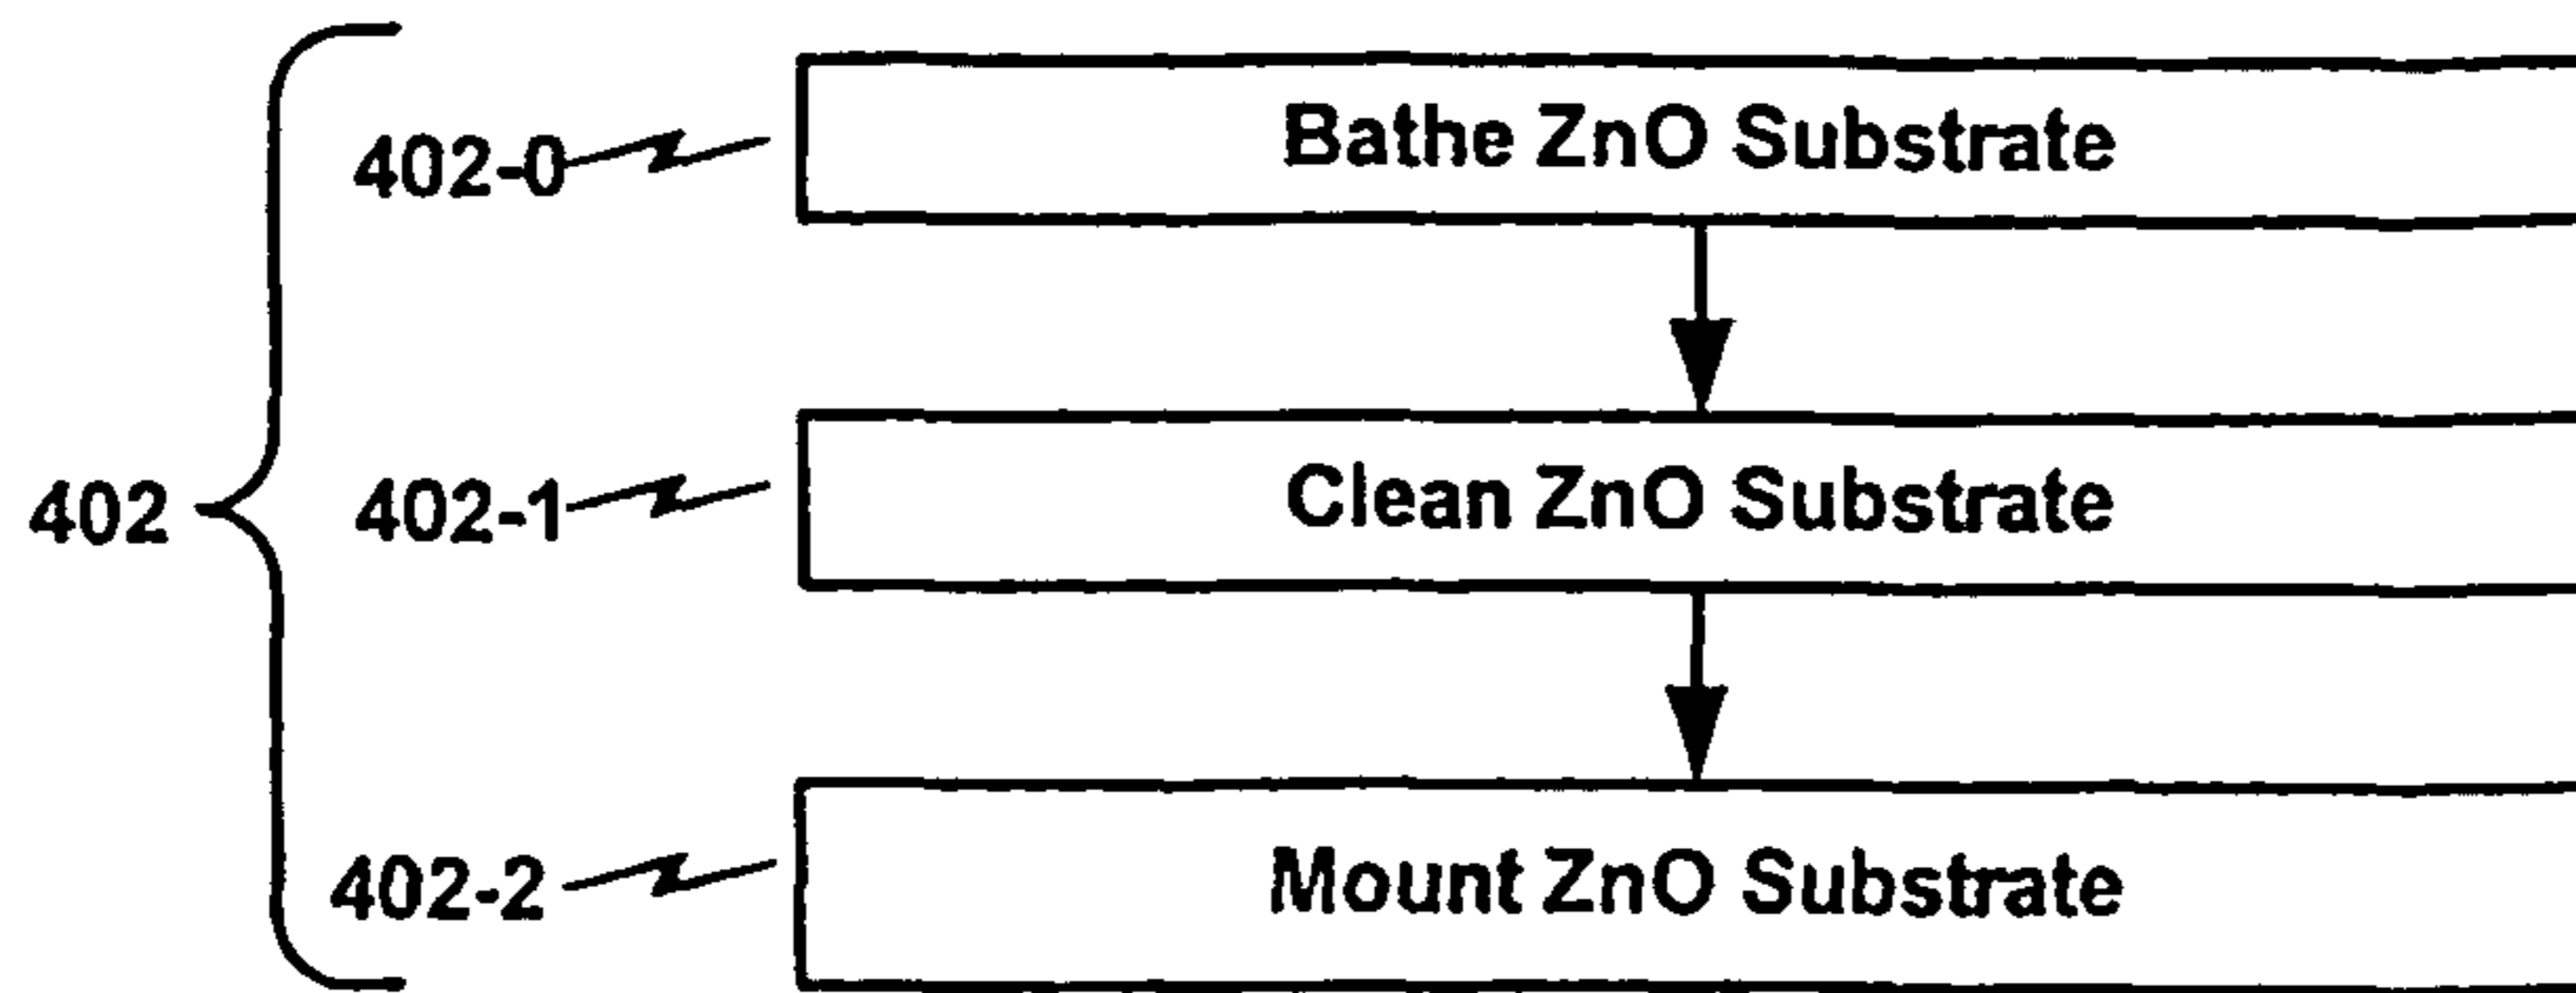 402-0 Bathe ZnO Substrate
402 402-1 Clean ZnO Substrate
402-2 Mount ZnO Substrate